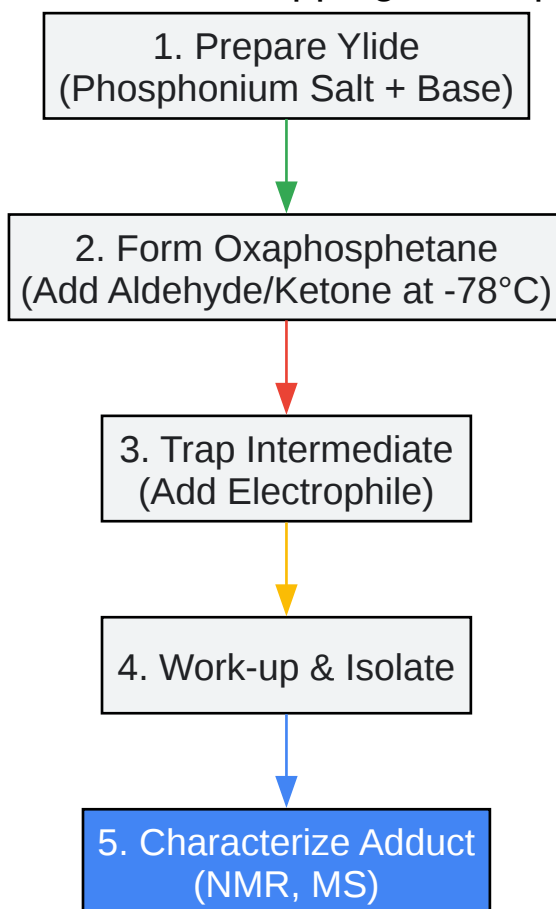 1. Prepare Ylide
(Phosphonium Salt + Base)
2. Form Oxaphosphetane
(Add Aldehyde/Ketone at -78°C)
3. Trap Intermediate
(Add Electrophile)
4. Work-up & Isolate
5. Characterize Adduct
(NMR, MS)